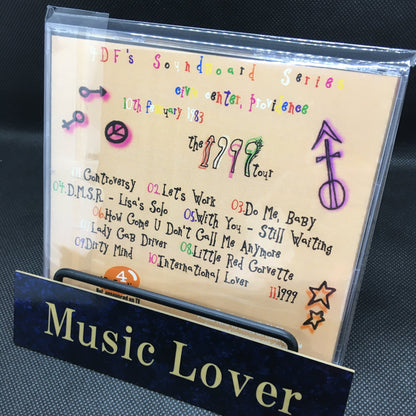 4DF's Soundboard Series
civic center, providence
10th February 1983
the 1999 tour
Controversy 02.Let's Work 03.Do Me, Baby
04.D.M.S.R. - Lisa's Solo 05.With You - Still Waiting
06.How Come U Don't Call Me Anymore
Lady Cab Driver 08.Little Red Corvette
09.Dirty Mind
10.International Lover 11.1999
4
Music Lover